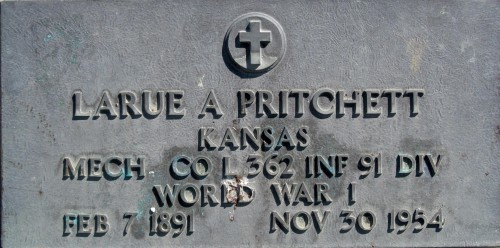 LARUE A PRITCHETT
KANSAS
MECH CO L 362 INF 91 DIV
WORLD WAR I
FEB 7 1891 NOV 30 1954